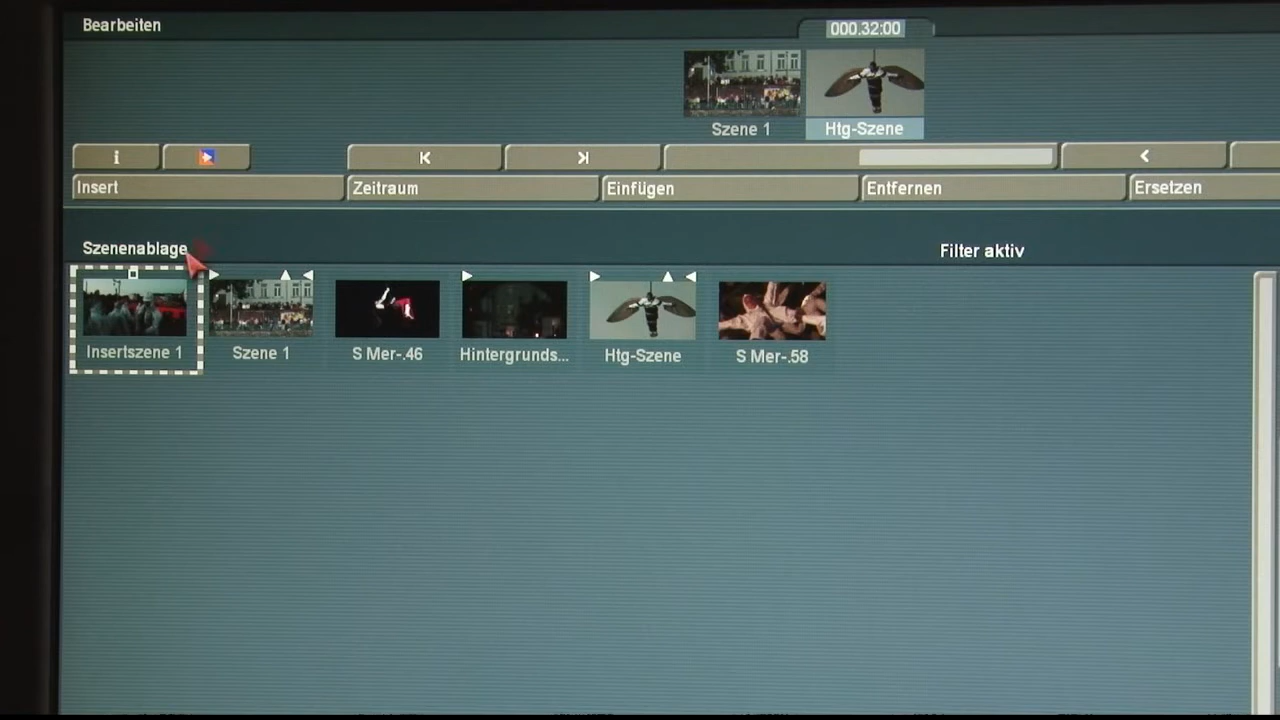 Bearbeiten
000.32:00
Szene 1
Htg-Szene
i
Insert
Zeitraum
Einfügen
Entfernen
Ersetzen
Szenenablage
Filter aktiv
Insertszene 1
Szene 1
S Mer-.46
Hintergrunds...
Htg-Szene
S Mer-.58